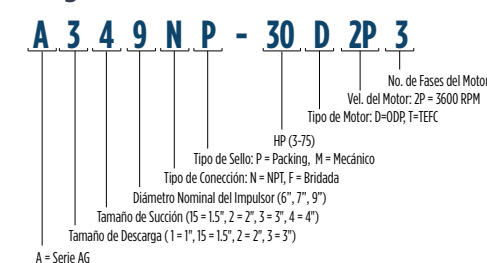 A 3 4 9 N P - 30 D 2P 3
No. de Fases del Motor
Vel. del Motor: 2P = 3600 RPM
Tipo de Motor: D=ODP, T=TEFC
HP (3-75)
Tipo de Sello: P = Packing, M = Mecánico
Tipo de Conección: N = NPT, F = Bridada
Diámetro Nominal del Impulsor (6", 7", 9")
Tamaño de Succión (15 = 1.5", 2 = 2", 3 = 3", 4 = 4")
Tamaño de Descarga ( 1 = 1", 15 = 1.5", 2 = 2", 3 = 3")
A = Serie AG